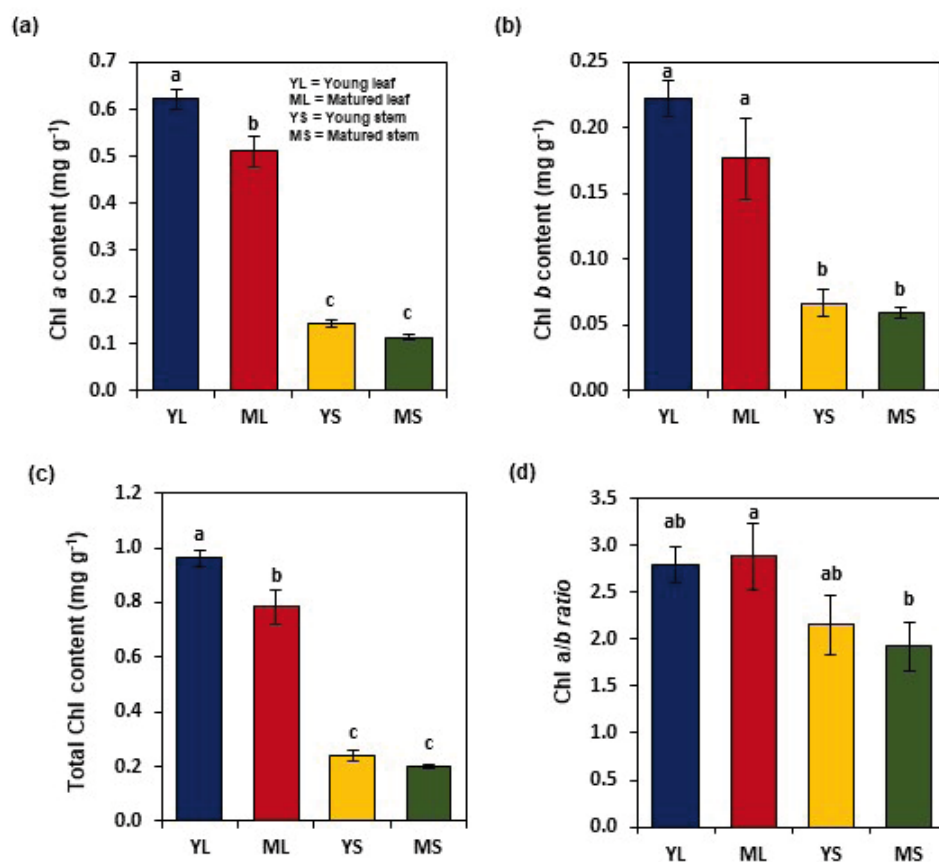 (a)
Chl a content (mg g⁻¹)
0.7
0.6
0.5
0.4
0.3
0.2
0.1
0.0
a
b
c
c
YL = Young leaf
ML = Matured leaf
YS = Young stem
MS = Matured stem
YL ML YS MS
(b)
Chl b content (mg g⁻¹)
0.25
0.20
0.15
0.10
0.05
0.00
a
a
b
b
YL ML YS MS
(c)
Total Chl content (mg g⁻¹)
1.2
1.0
0.8
0.6
0.4
0.2
0.0
a
b
c
c
YL ML YS MS
(d)
Chl a/b ratio
3.5
3.0
2.5
2.0
1.5
1.0
0.5
0.0
ab
a
ab
b
YL ML YS MS